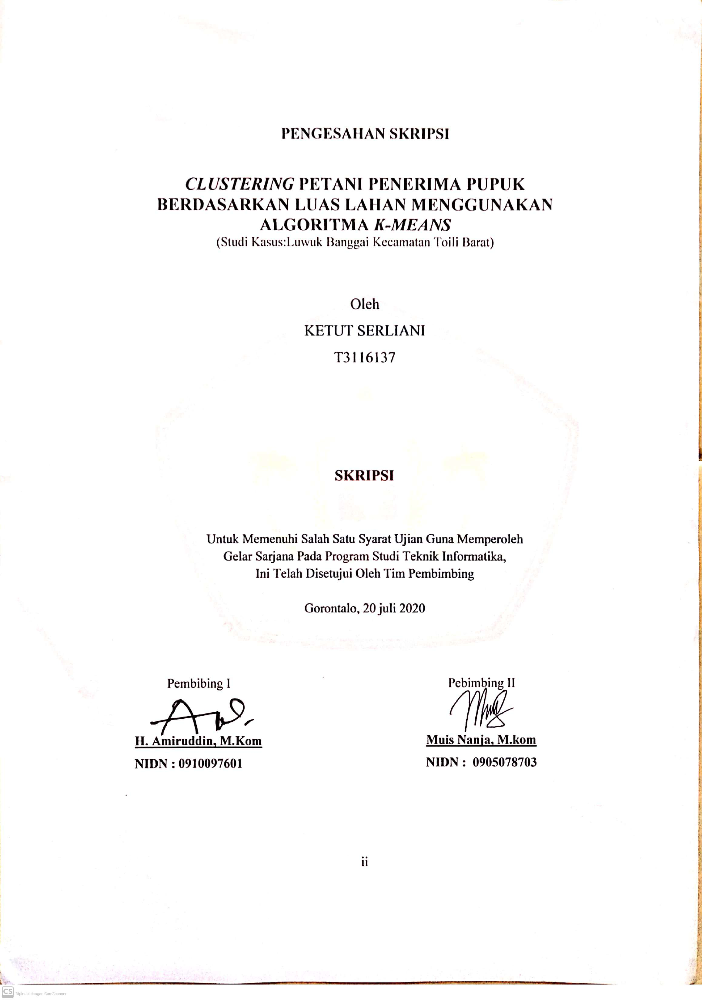 PENGESAHAN SKRIPSI
CLUSTERING PETANI PENERIMA PUPUK
BERDASARKAN LUAS LAHAN MENGGUNAKAN
ALGORITMA K-MEANS
(Studi Kasus:Luwuk Banggai Kecamatan Toili Barat)
Oleh
KETUT SERLIANI
T3116137
SKRIPSI
Untuk Memenuhi Salah Satu Syarat Ujian Guna Memperoleh
Gelar Sarjana Pada Program Studi Teknik Informatika,
Ini Telah Disetujui Oleh Tim Pembimbing
Gorontalo, 20 juli 2020
Pembibing I
Pebimbing II
H. Amiruddin, M.Kom
Muis Nanja, M.kom
NIDN : 0910097601
NIDN : 0905078703
ii
CS Dipindai dengan CamScanner